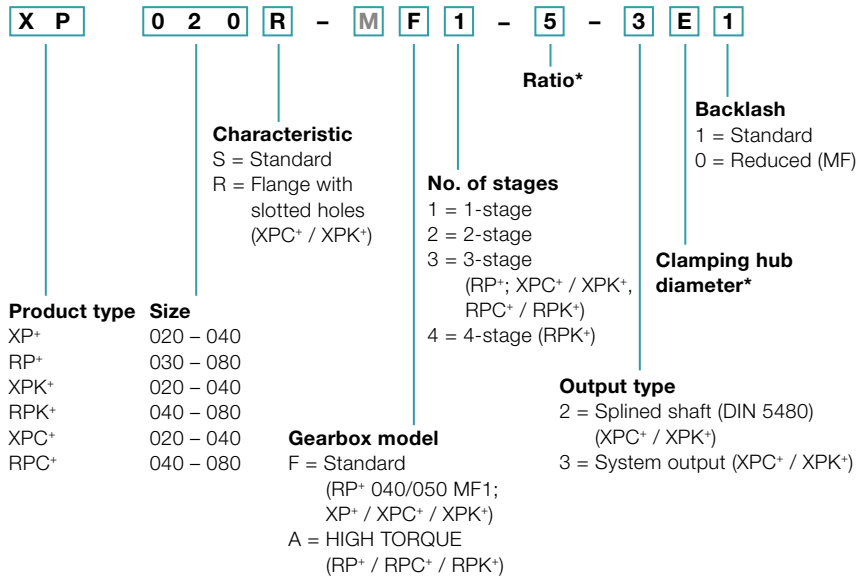 X P 0 2 0 R – M F 1 – 5 – 3 E 1
Ratio*
Backlash
1 = Standard
0 = Reduced (MF)
Characteristic
S = Standard
R = Flange with
slotted holes
(XPC⁺ / XPK⁺)
No. of stages
1 = 1-stage
2 = 2-stage
3 = 3-stage
(RP⁺; XPC⁺ / XPK⁺,
RPC⁺ / RPK⁺)
4 = 4-stage (RPK⁺)
Clamping hub
diameter*
Product type Size
XP⁺ 020 – 040
RP⁺ 030 – 080
XPK⁺ 020 – 040
RPK⁺ 040 – 080
XPC⁺ 020 – 040
RPC⁺ 040 – 080
Output type
2 = Splined shaft (DIN 5480)
(XPC⁺ / XPK⁺)
3 = System output (XPC⁺ / XPK⁺)
Gearbox model
F = Standard
(RP⁺ 040/050 MF1;
XP⁺ / XPC⁺ / XPK⁺)
A = HIGH TORQUE
(RP⁺ / RPC⁺ / RPK⁺)